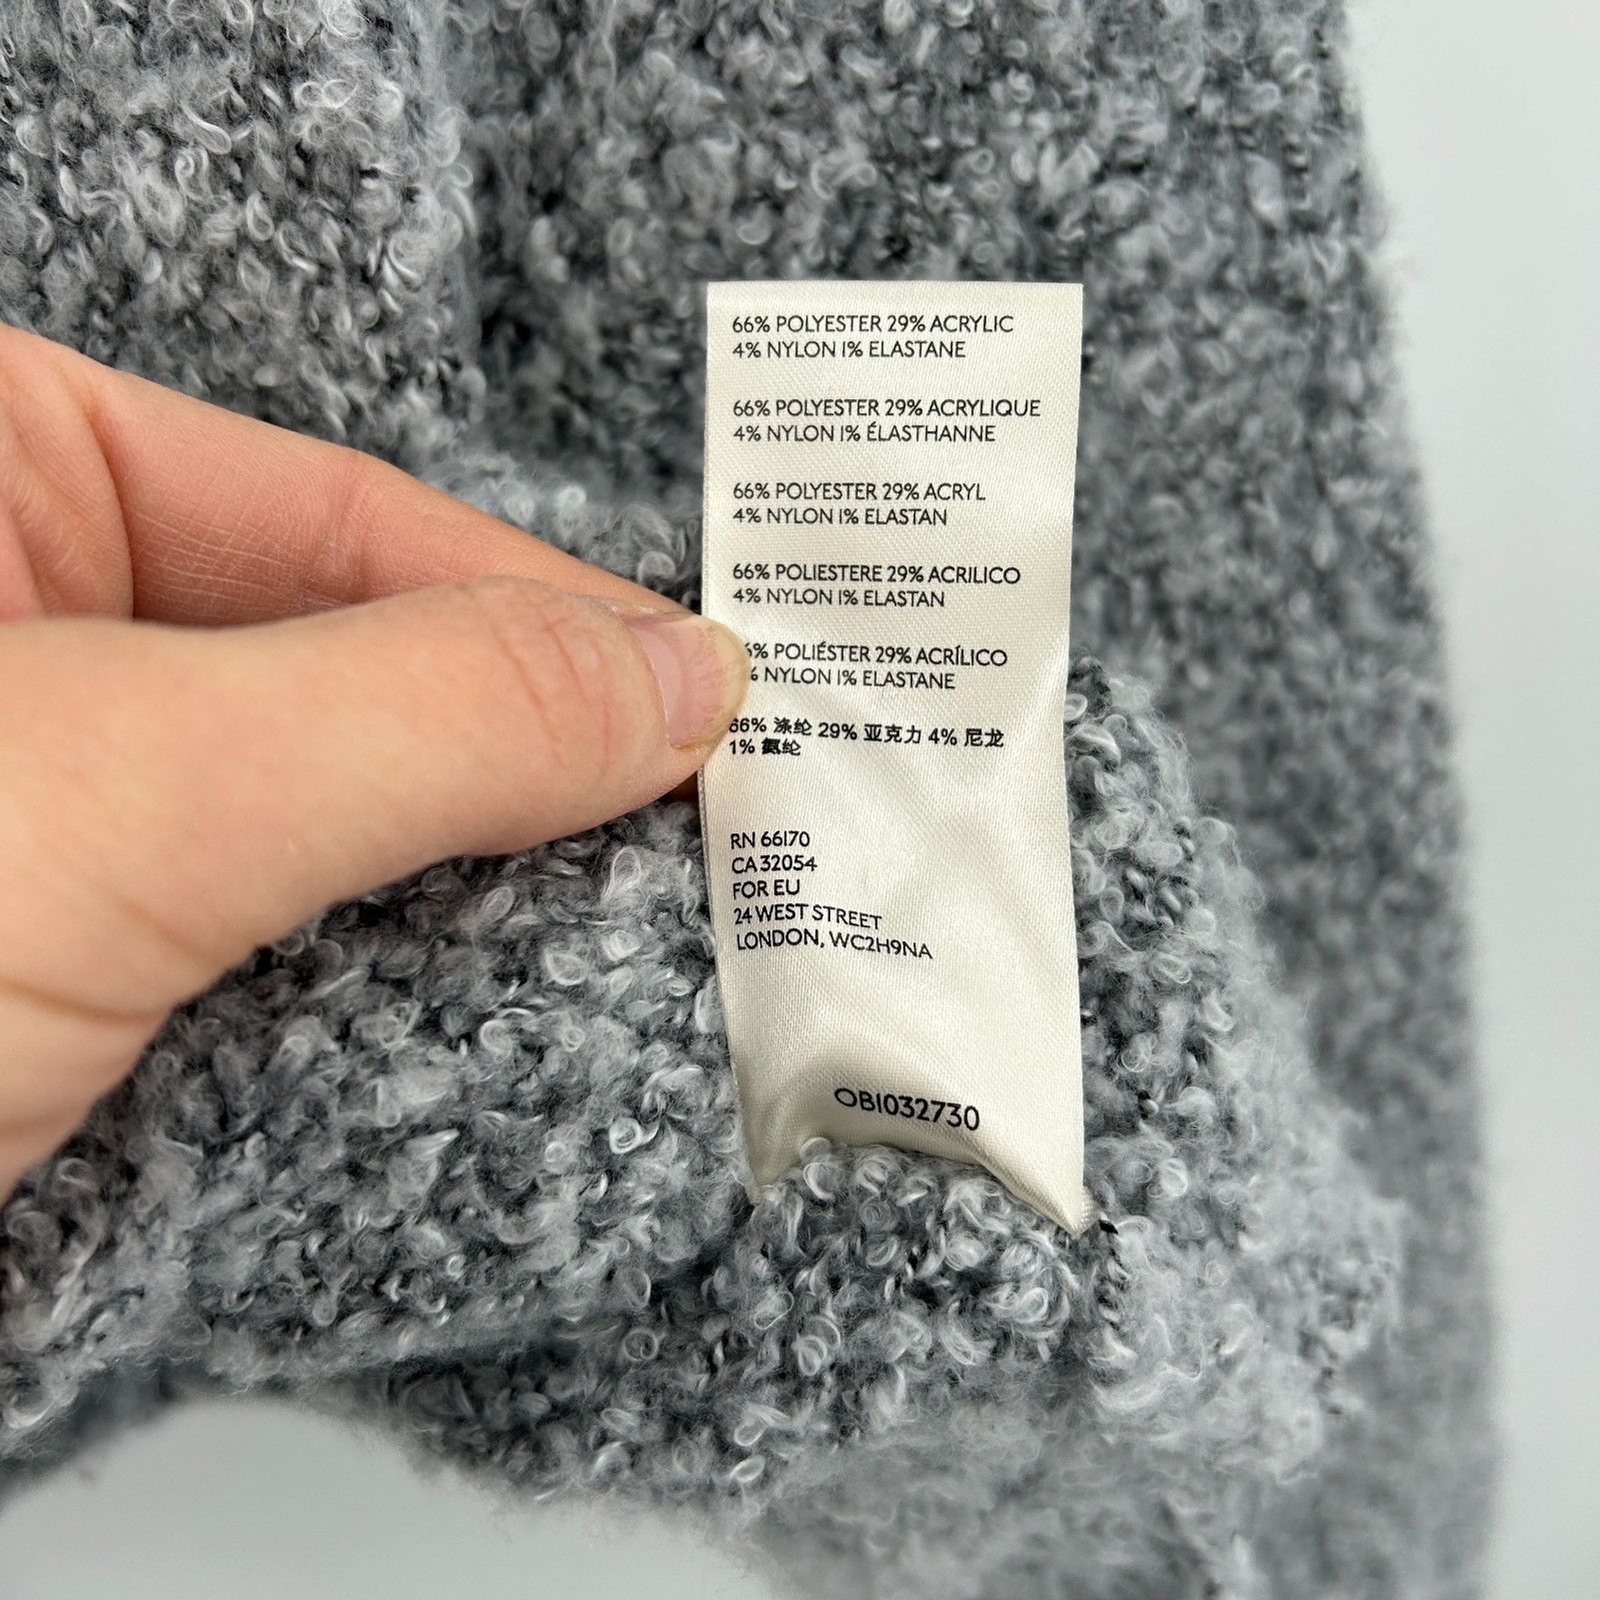 66% POLYESTER 29% ACRYLIC
4% NYLON 1% ELASTANE
66% POLYESTER 29% ACRYLIQUE
4% NYLON 1% ÉLASTHANNE
66% POLYESTER 29% ACRYL
4% NYLON 1% ELASTAN
66% POLIESTERE 29% ACRILICO
4% NYLON 1% ELASTAN
6% POLIÉSTER 29% ACRÍLICO
% NYLON 1% ELASTANE
66% 涤纶 29% 亚克力 4% 尼龙
1% 氨纶
RN 66170
CA 32054
FOR EU
24 WEST STREET
LONDON, WC2H9NA
OB1032730